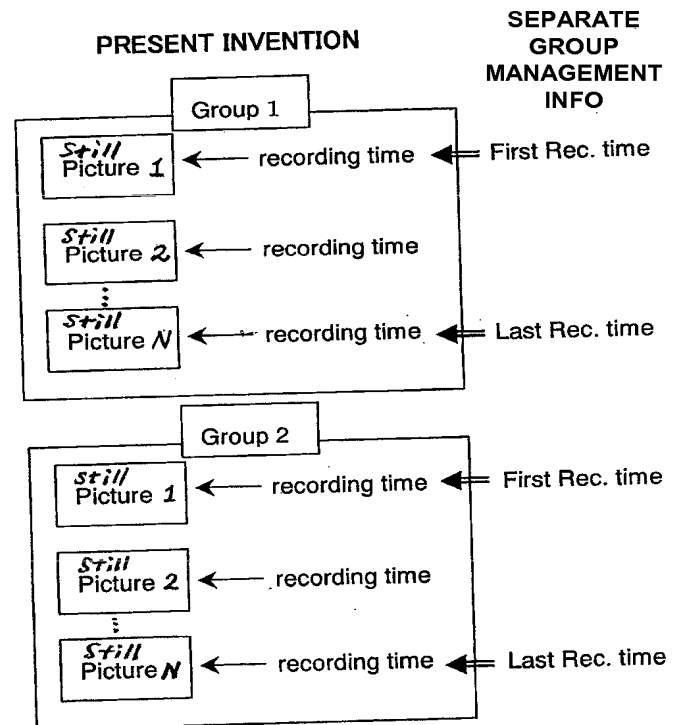 PRESENT INVENTION
SEPARATE
GROUP
MANAGEMENT
INFO
Group 1
Still
Picture 1 recording time First Rec. time
Still
Picture 2 recording time
Still
Picture N recording time Last Rec. time
Group 2
Still
Picture 1 recording time First Rec. time
Still
Picture 2 recording time
Still
Picture N recording time Last Rec. time